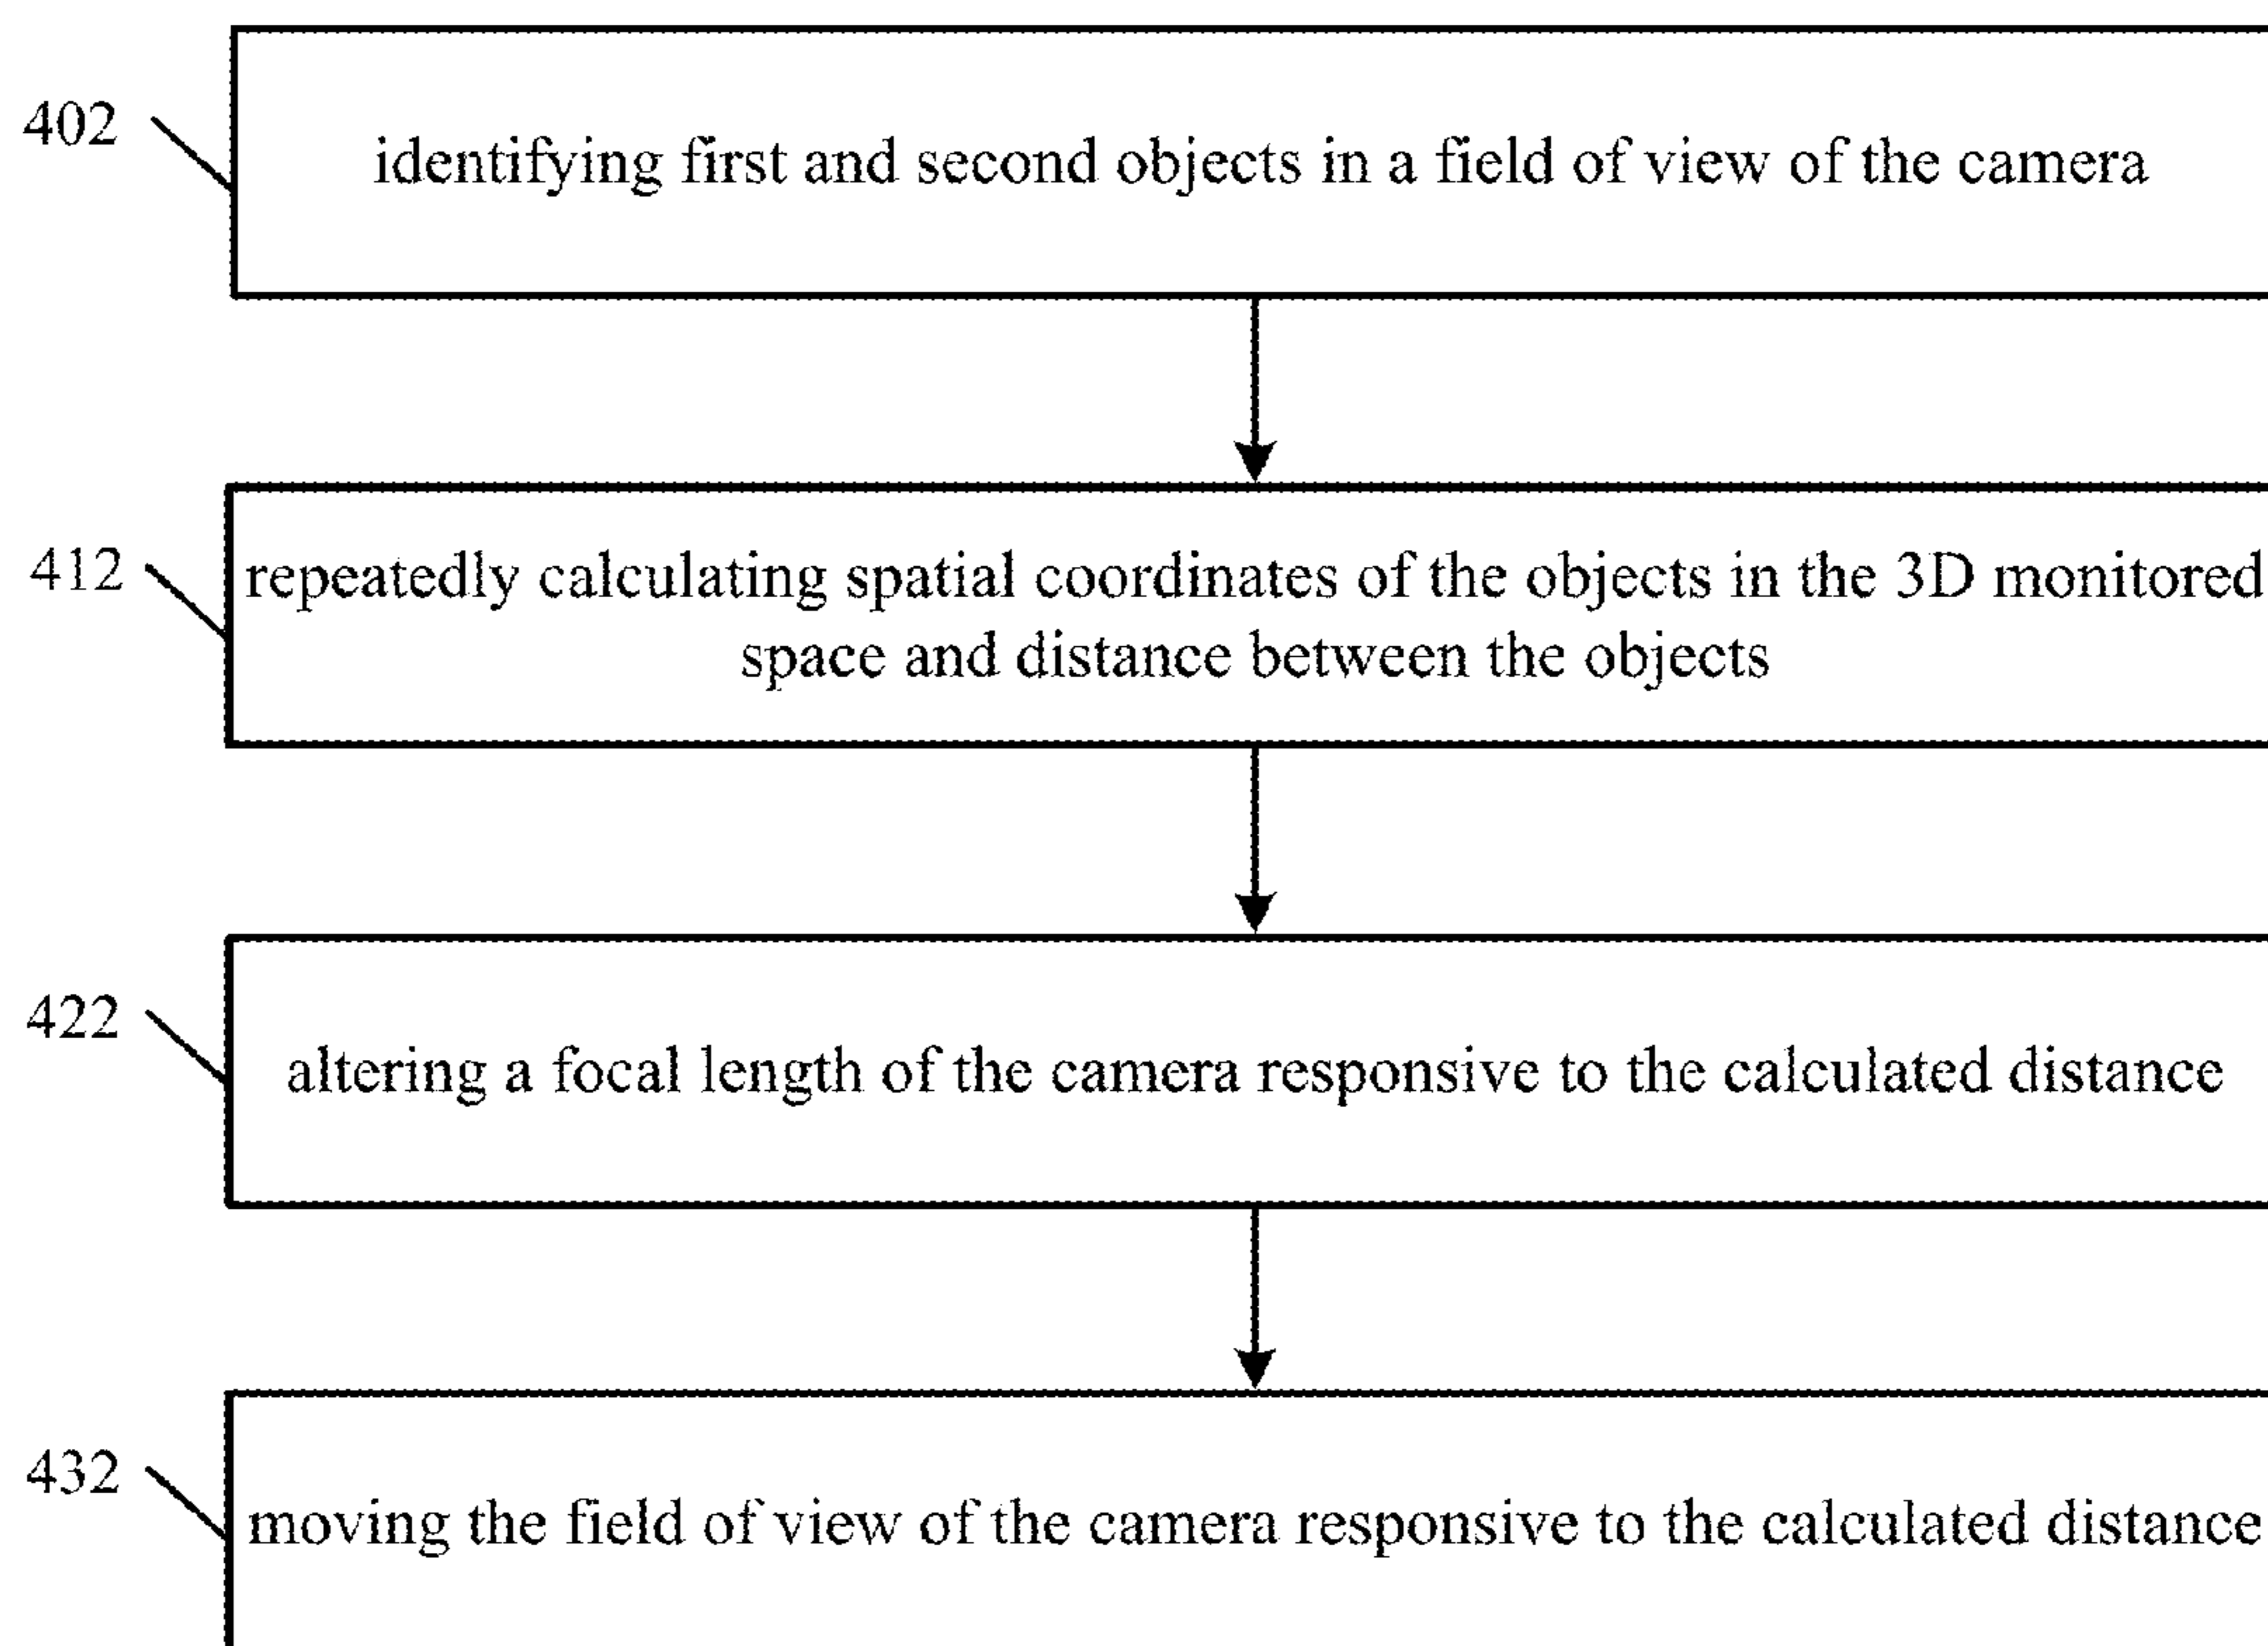 402
identifying first and second objects in a field of view of the camera
412
repeatedly calculating spatial coordinates of the objects in the 3D monitored
space and distance between the objects
422
altering a focal length of the camera responsive to the calculated distance
432
moving the field of view of the camera responsive to the calculated distance